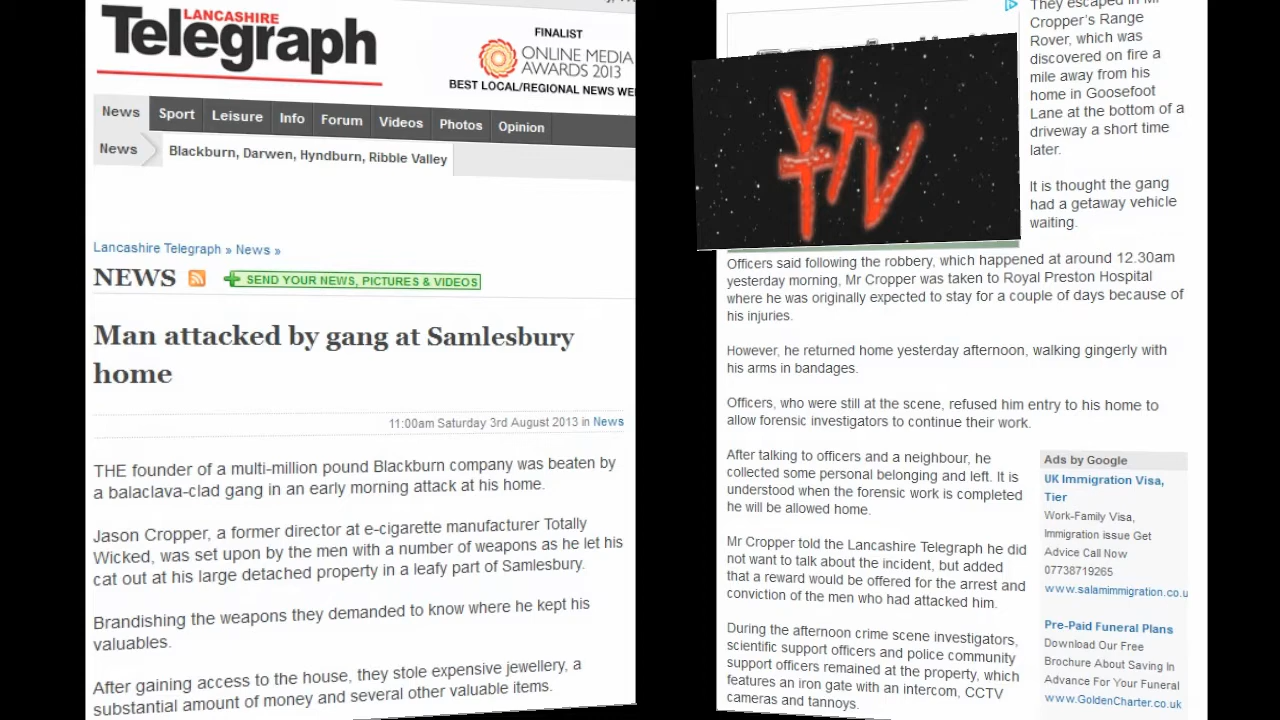 LANCASHIRE
Telegraph
FINALIST
ONLINE MEDIA
AWARDS 2013
BEST LOCAL/REGIONAL NEWS WE
News Sport Leisure Info Forum Videos Photos Opinion
News Blackburn, Darwen, Hyndburn, Ribble Valley
Lancashire Telegraph » News »
NEWS SEND YOUR NEWS, PICTURES & VIDEOS
Man attacked by gang at Samlesbury
home
11:00am Saturday 3rd August 2013 in News
THE founder of a multi-million pound Blackburn company was beaten by
a balaclava-clad gang in an early morning attack at his home.
Jason Cropper, a former director at e-cigarette manufacturer Totally
Wicked, was set upon by the men with a number of weapons as he let his
cat out at his large detached property in a leafy part of Samlesbury.
Brandishing the weapons they demanded to know where he kept his
valuables.
After gaining access to the house, they stole expensive jewellery, a
substantial amount of money and several other valuable items.
They escaped in Mr
Cropper's Range
Rover, which was
discovered on fire a
mile away from his
home in Goosefoot
Lane at the bottom of a
driveway a short time
later.
It is thought the gang
had a getaway vehicle
waiting.
YTTV
Officers said following the robbery, which happened at around 12.30am
yesterday morning, Mr Cropper was taken to Royal Preston Hospital
where he was originally expected to stay for a couple of days because of
his injuries.
However, he returned home yesterday afternoon, walking gingerly with
his arms in bandages.
Officers, who were still at the scene, refused him entry to his home to
allow forensic investigators to continue their work.
After talking to officers and a neighbour, he
collected some personal belonging and left. It is
understood when the forensic work is completed
he will be allowed home.
Mr Cropper told the Lancashire Telegraph he did
not want to talk about the incident, but added
that a reward would be offered for the arrest and
conviction of the men who had attacked him.
During the afternoon crime scene investigators,
scientific support officers and police community
support officers remained at the property, which
features an iron gate with an intercom, CCTV
cameras and tannoys.
Ads by Google
UK Immigration Visa,
Tier
Work-Family Visa,
Immigration issue Get
Advice Call Now
07738719265
www.salamimmigration.co.u
Pre-Paid Funeral Plans
Download Our Free
Brochure About Saving In
Advance For Your Funeral
www.GoldenCharter.co.uk